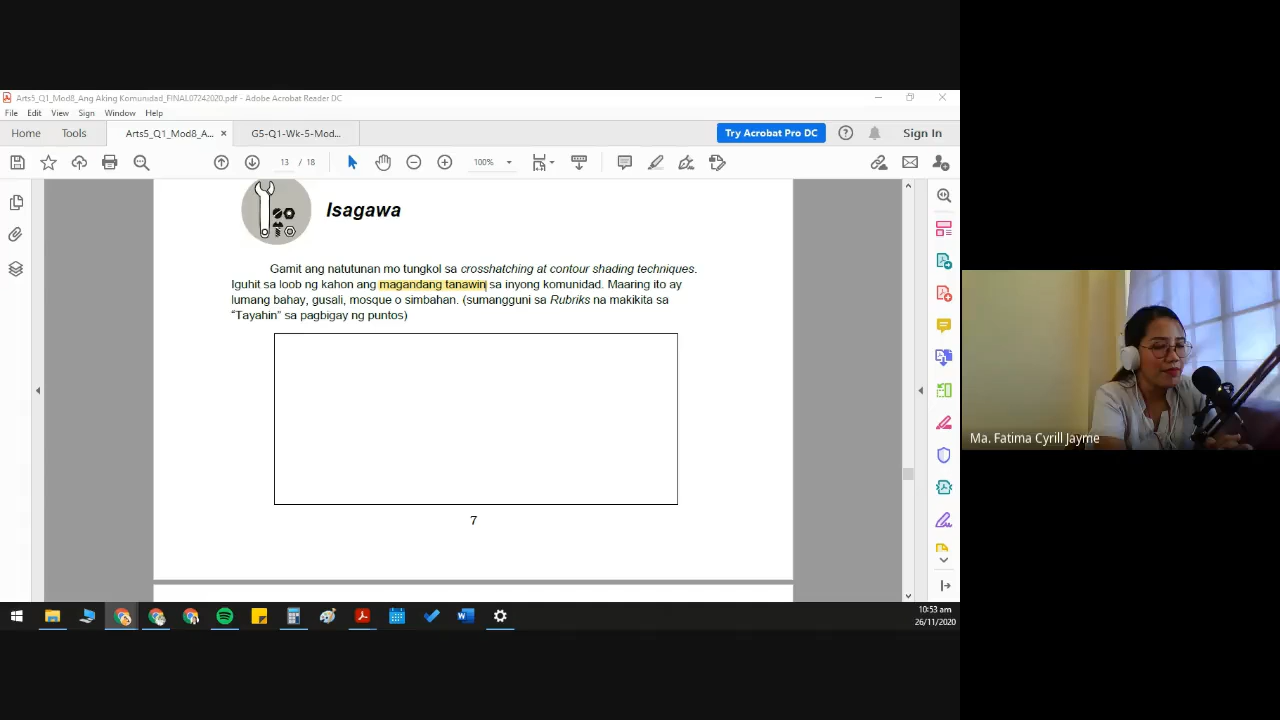 Arts5_Q1_Mod8_Ang Aking Komunidad_FINAL07242020.pdf - Adobe Acrobat Reader DC
File Edit View Sign Window Help
Home Tools Arts5_Q1_Mod8_A... × G5-Q1-Wk-5-Mod... Try Acrobat Pro DC Sign In
13 / 18 100%
Isagawa
Gamit ang natutunan mo tungkol sa crosshatching at contour shading techniques.
Iguhit sa loob ng kahon ang magandang tanawin sa inyong komunidad. Maaring ito ay
lumang bahay, gusali, mosque o simbahan. (sumangguni sa Rubriks na makikita sa
“Tayahin” sa pagbigay ng puntos)
7
Ma. Fatima Cyrill Jayme
10:53 am
26/11/2020